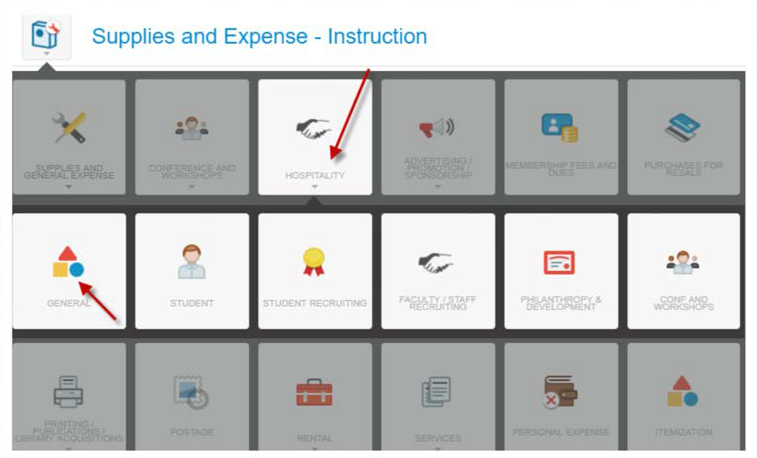 Supplies and Expense - Instruction
SUPPLIES AND
GENERAL EXPENSE
CONFERENCE AND
WORKSHOPS
HOSPITALITY
ADVERTISING /
PROMOTION /
SPONSORSHIP
MEMBERSHIP FEES AND
DUES
PURCHASES FOR
RESALE
GENERAL
STUDENT
STUDENT RECRUITING
FACULTY / STAFF
RECRUITING
PHILANTHROPY &
DEVELOPMENT
CONF AND
WORKSHOPS
PRINTING /
PUBLICATIONS /
LIBRARY ACQUISITIONS
POSTAGE
RENTAL
SERVICES
PERSONAL EXPENSE
ITEMIZATION